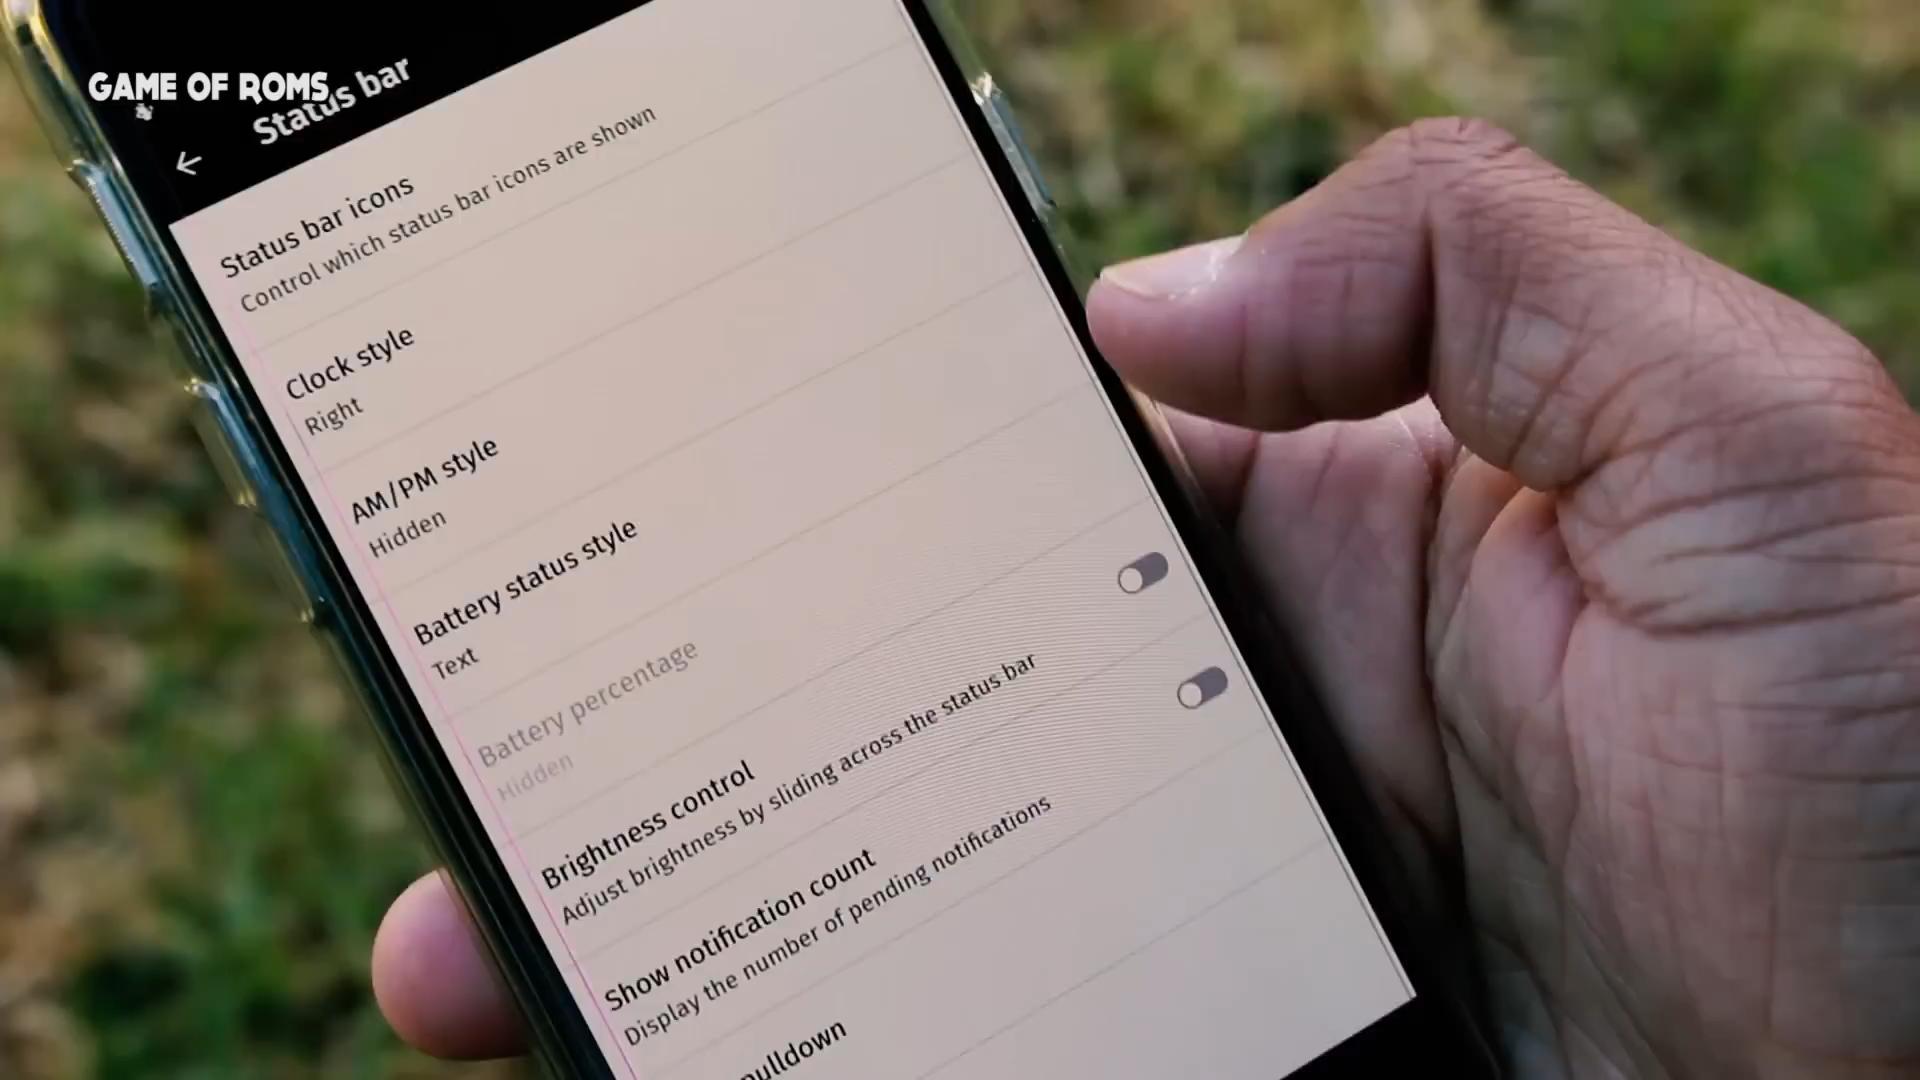 GAME OF ROMS
Status bar
Status bar icons
Control which status bar icons are shown
Clock style
Right
AM/PM style
Hidden
Battery status style
Text
Battery percentage
Hidden
Brightness control
Adjust brightness by sliding across the status bar
Show notification count
Display the number of pending notifications
pulldown